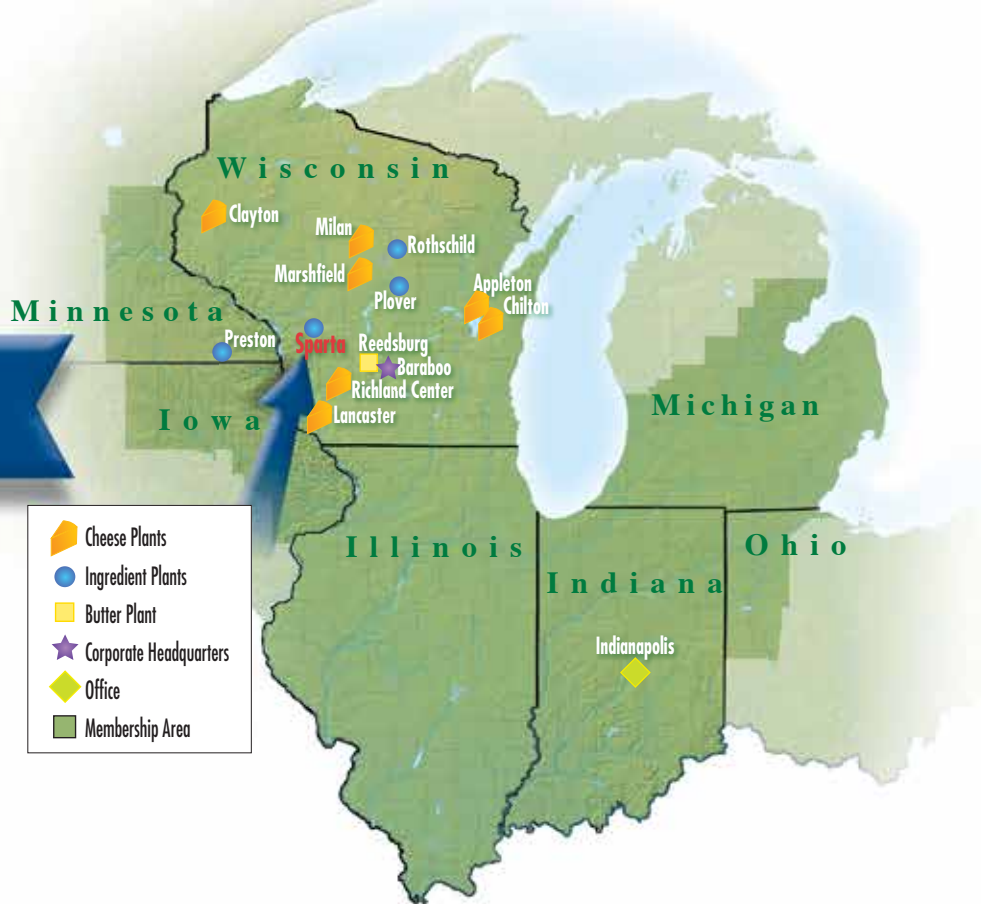 Wisconsin
Clayton
Milan
Rothschild
Marshfield
Appleton
Plover
Chilton
Minnesota
Preston
Sparta
Reedsburg
Baraboo
Richland Center
Lancaster
Iowa
Michigan
Cheese Plants
Ingredient Plants
Butter Plant
Corporate Headquarters
Office
Membership Area
Illinois
Indiana
Ohio
Indianapolis